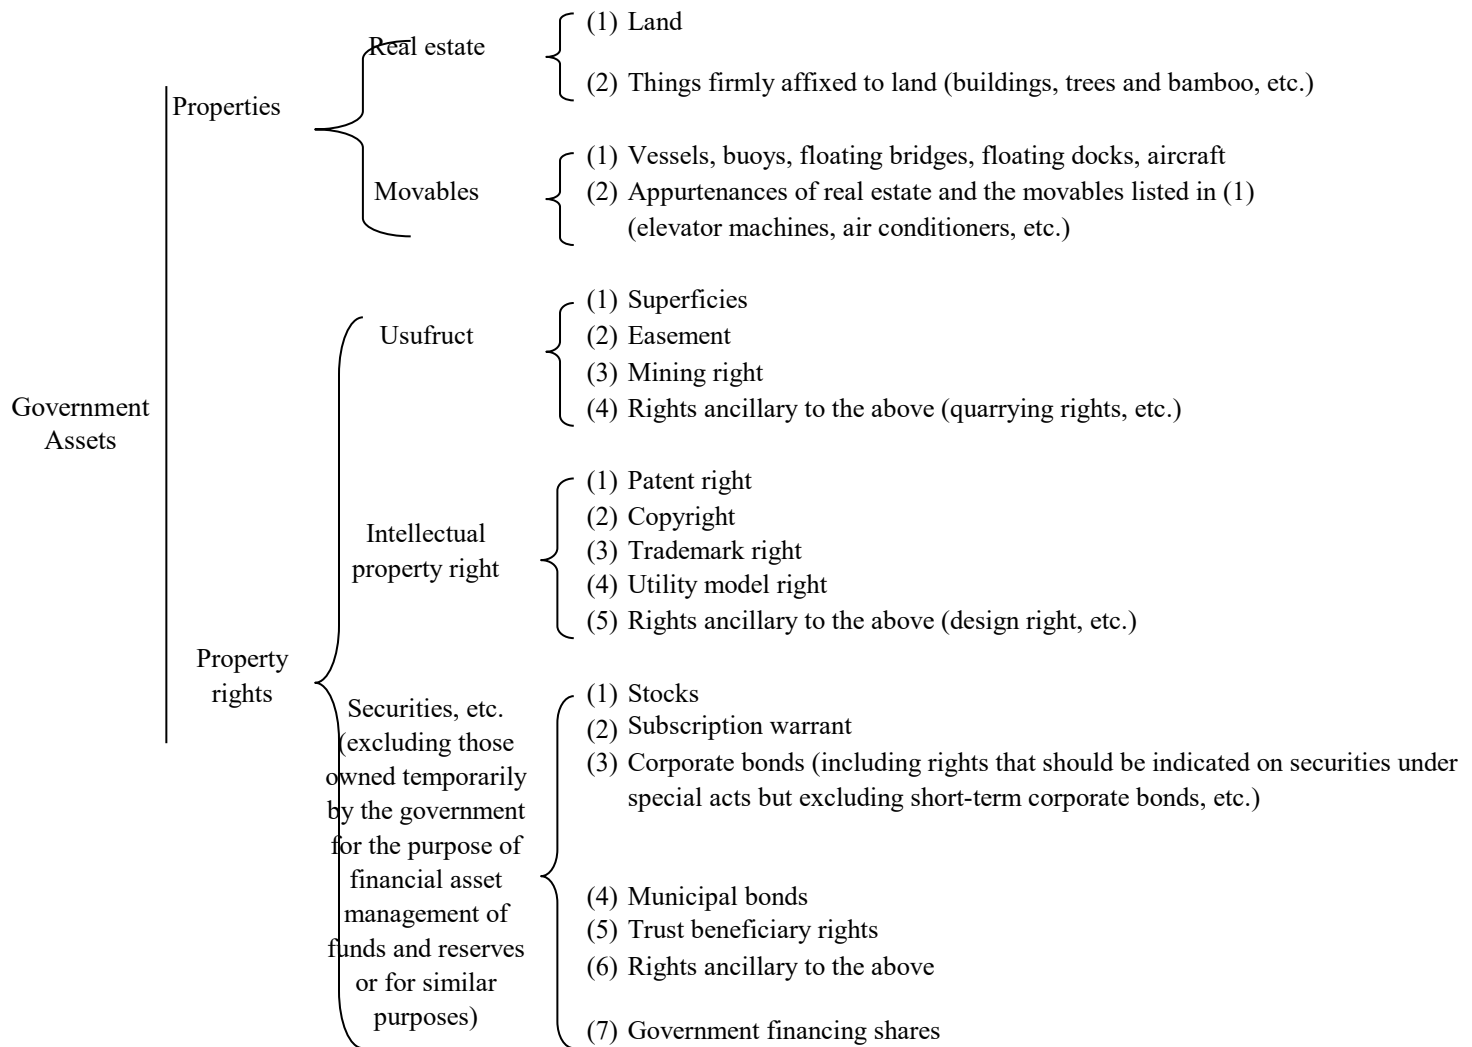 Government
Assets
Properties
Real estate
(1) Land
(2) Things firmly affixed to land (buildings, trees and bamboo, etc.)
Movables
(1) Vessels, buoys, floating bridges, floating docks, aircraft
(2) Appurtenances of real estate and the movables listed in (1)
(elevator machines, air conditioners, etc.)
Property
rights
Usufruct
(1) Superficies
(2) Easement
(3) Mining right
(4) Rights ancillary to the above (quarrying rights, etc.)
Intellectual
property right
(1) Patent right
(2) Copyright
(3) Trademark right
(4) Utility model right
(5) Rights ancillary to the above (design right, etc.)
Securities, etc.
(excluding those
owned temporarily
by the government
for the purpose of
financial asset
management of
funds and reserves
or for similar
purposes)
(1) Stocks
(2) Subscription warrant
(3) Corporate bonds (including rights that should be indicated on securities under
special acts but excluding short-term corporate bonds, etc.)
(4) Municipal bonds
(5) Trust beneficiary rights
(6) Rights ancillary to the above
(7) Government financing shares